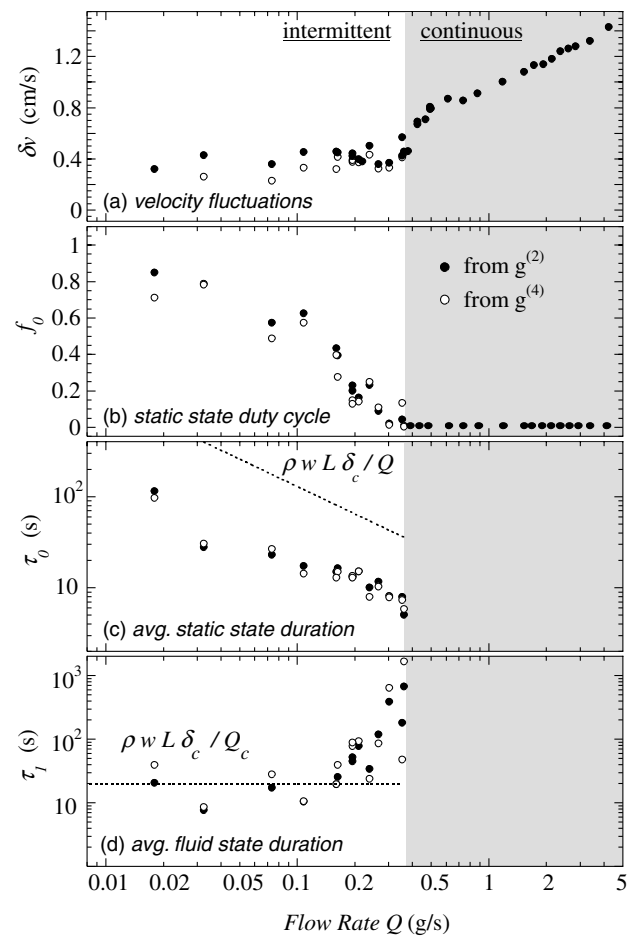 intermittent continuous
1.2
0.8
0.4
0
δv (cm/s)
(a) velocity fluctuations
1
0.8
0.6
0.4
0.2
0
f₀
from g⁽²⁾
from g⁽⁴⁾
(b) static state duty cycle
10²
10
τ₀ (s)
ρ w L δ_c / Q
(c) avg. static state duration
10³
10²
10
τ₁ (s)
ρ w L δ_c / Q_c
(d) avg. fluid state duration
0.01 0.02 0.05 0.1 0.2 0.5 1 2 5
Flow Rate Q (g/s)